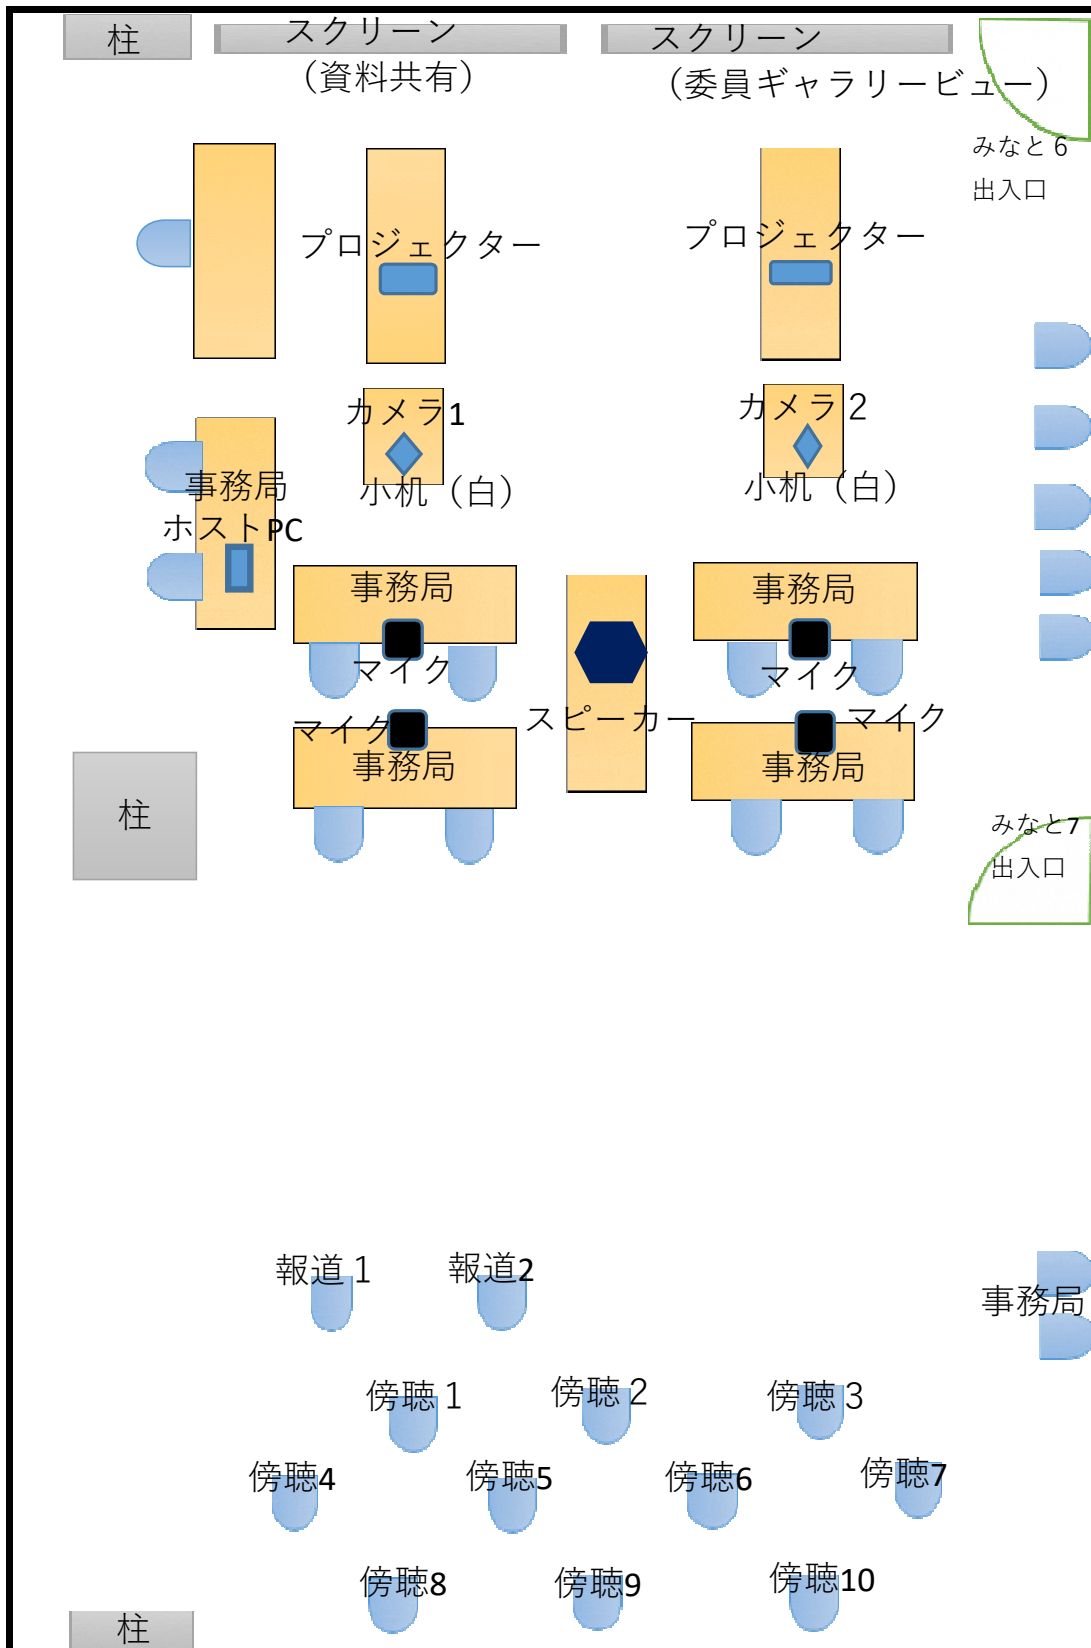 柱
スクリーン
（資料共有）
スクリーン
（委員ギャラリービュー）
みなと６
出入口
プロジェクター
プロジェクター
カメラ1
小机（白）
カメラ２
小机（白）
事務局
ホストPC
事務局
マイク
事務局
マイク
スピーカー
マイク
事務局
マイク
事務局
柱
みなと7
出入口
報道１
報道2
事務局
傍聴１
傍聴２
傍聴３
傍聴4
傍聴5
傍聴6
傍聴7
傍聴8
傍聴9
傍聴10
柱